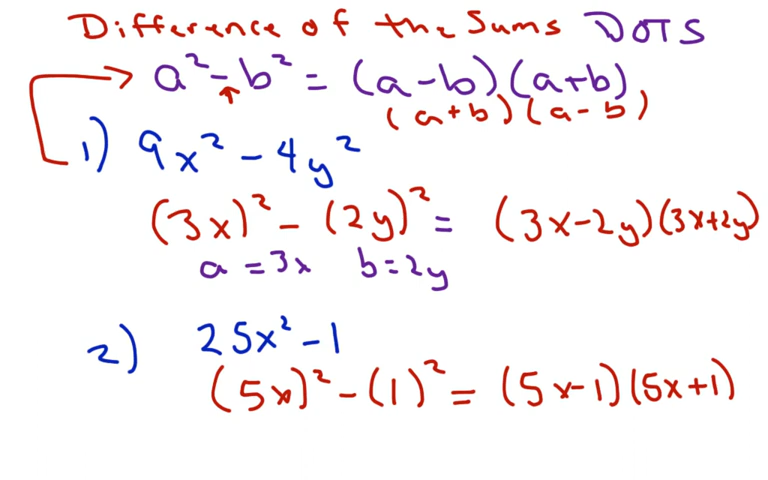 Difference of the Sums DOTS
a² - b² = (a-b)(a+b)
(a+b)(a-b)
1) 9x² - 4y²
(3x)² - (2y)² = (3x-2y)(3x+2y)
a = 3x b = 2y
2) 25x² - 1
(5x)² - (1)² = (5x-1)(5x+1)